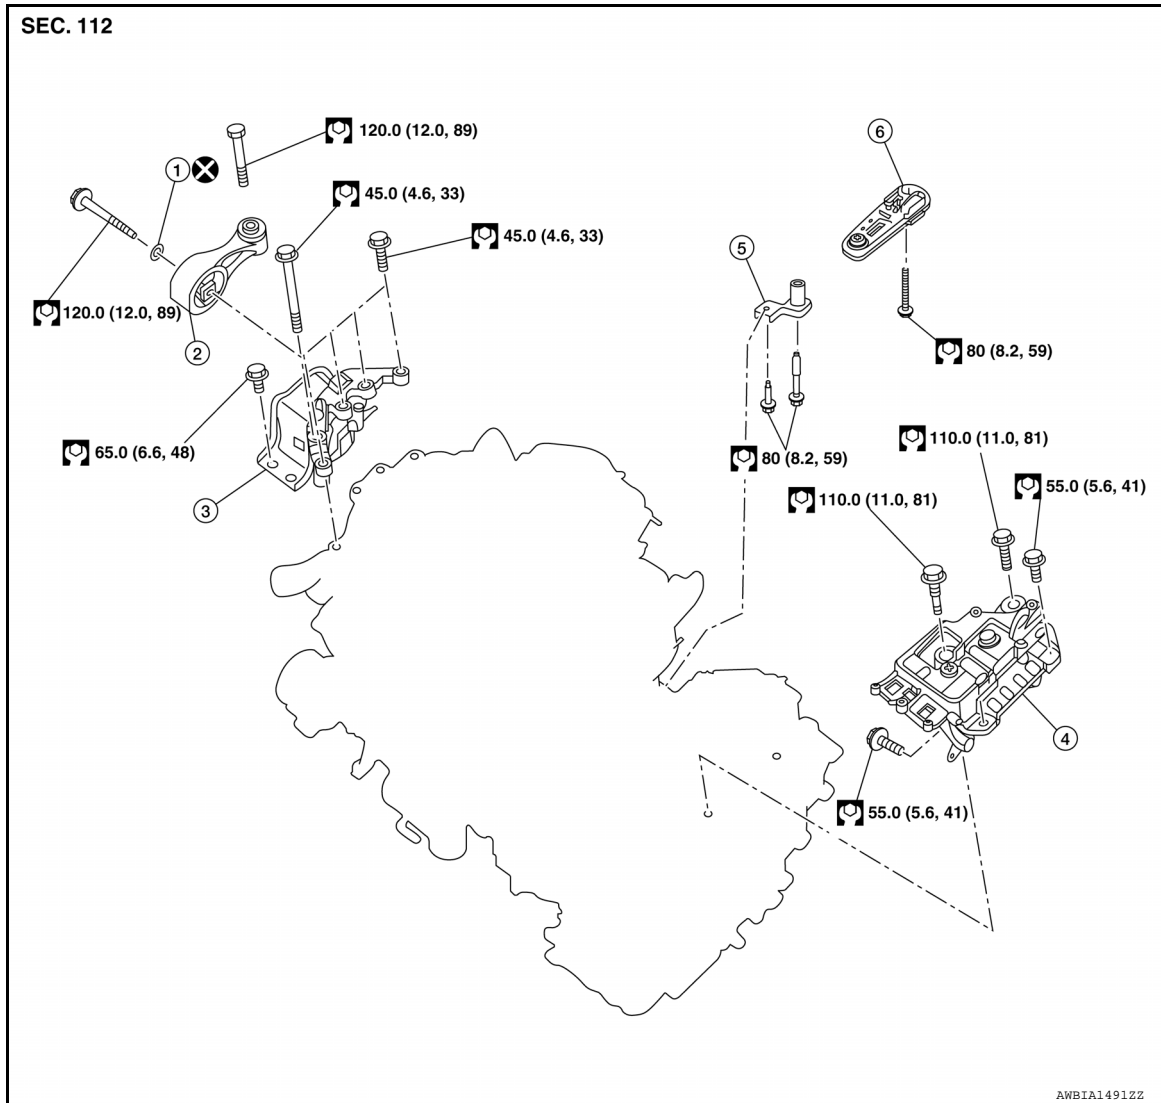 SEC. 112
120.0 (12.0, 89)
1
45.0 (4.6, 33)
45.0 (4.6, 33)
120.0 (12.0, 89)
2
65.0 (6.6, 48)
3
6
5
80 (8.2, 59)
80 (8.2, 59)
110.0 (11.0, 81)
110.0 (11.0, 81)
55.0 (5.6, 41)
4
55.0 (5.6, 41)
AWBIA1491ZZ